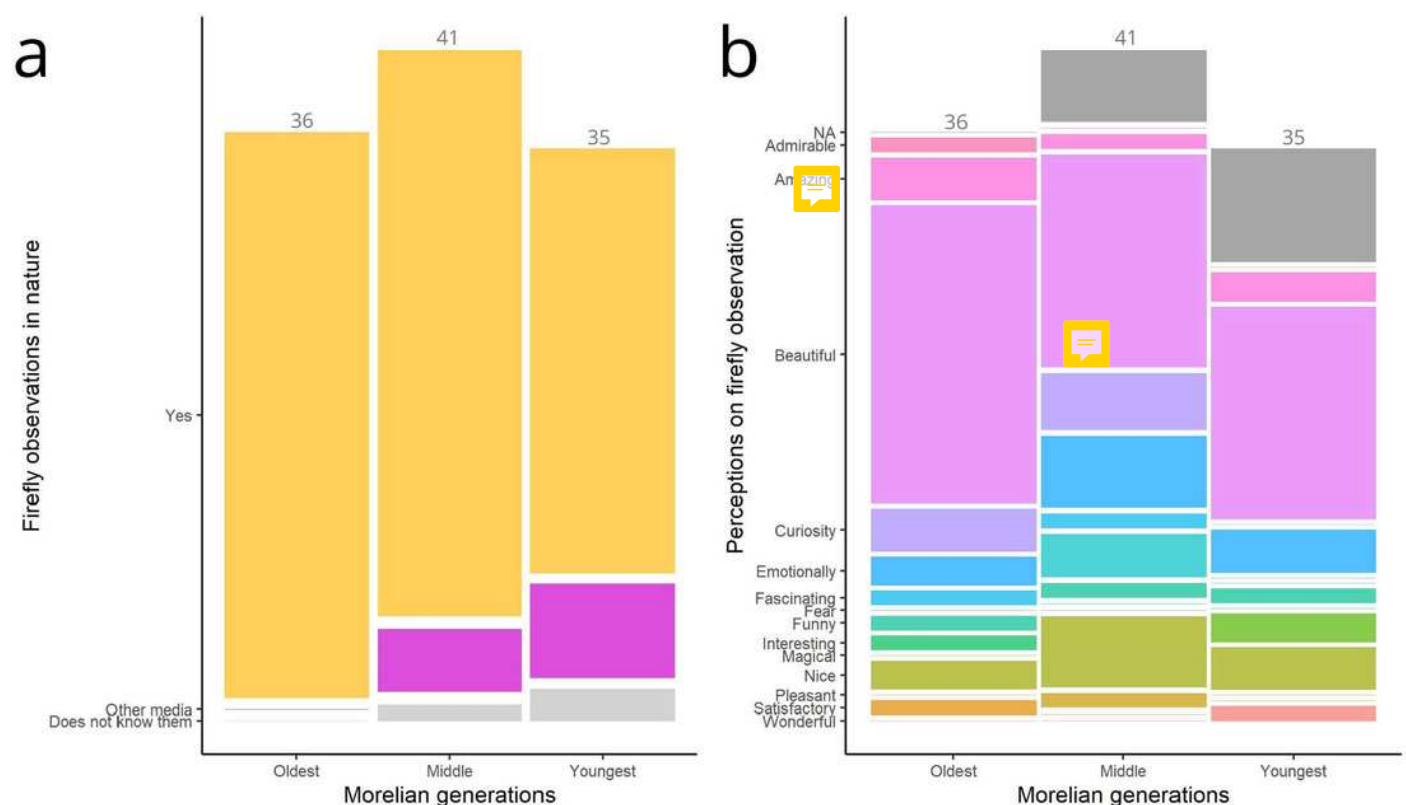 a
41
36
35
Firefly observations in nature
Yes
Other media
Does not know them
Oldest
Middle
Youngest
Morelian generations
b
41
36
35
Perceptions on firefly observation
NA
Admirable
Amazing
Beautiful
Curiosity
Emotionally
Fascinating
Fear
Funny
Interesting
Magical
Nice
Pleasant
Satisfactory
Wonderful
Oldest
Middle
Youngest
Morelian generations